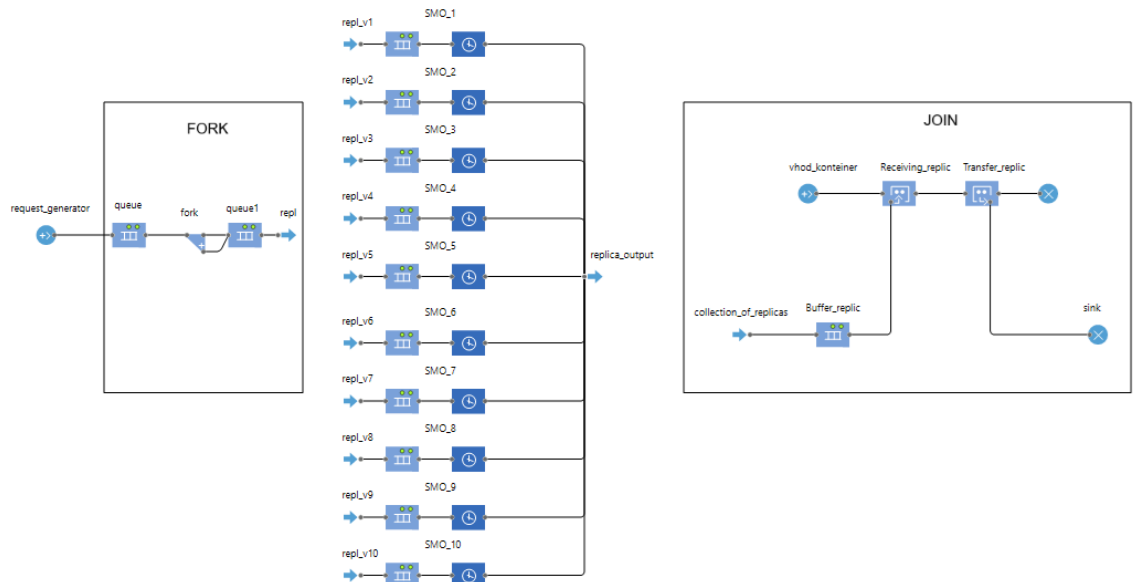 FORK
request_generator
queue
fork
queue1
repl
repl_v1
SMO_1
repl_v2
SMO_2
repl_v3
SMO_3
repl_v4
SMO_4
repl_v5
SMO_5
repl_v6
SMO_6
repl_v7
SMO_7
repl_v8
SMO_8
repl_v9
SMO_9
repl_v10
SMO_10
replica_output
JOIN
vhod_konteiner
Receiving_replic
Transfer_replic
collection_of_replicas
Buffer_replic
sink